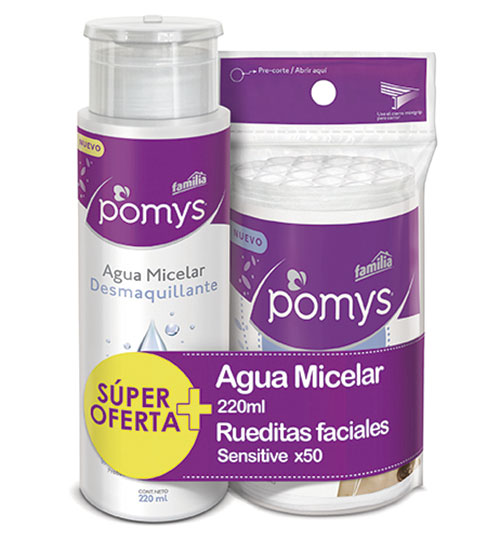 NUEVO
familia
pomys
Agua Micelar
Desmaquillante
CONT. NETO
220 ml
Pre-corte / Abrir aquí
NUEVO
familia
pomys
SÚPER
OFERTA
+
Agua Micelar
220ml
Rueditas faciales
Sensitive x50